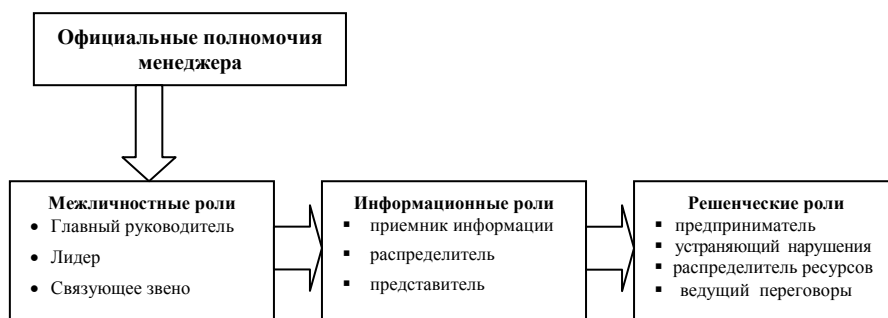 Официальные полномочия
менеджера
Межличностные роли
• Главный руководитель
• Лидер
• Связующее звено
Информационные роли
▪ приемник информации
▪ распределитель
▪ представитель
Решенческие роли
▪ предприниматель
▪ устраняющий нарушения
▪ распределитель ресурсов
▪ ведущий переговоры